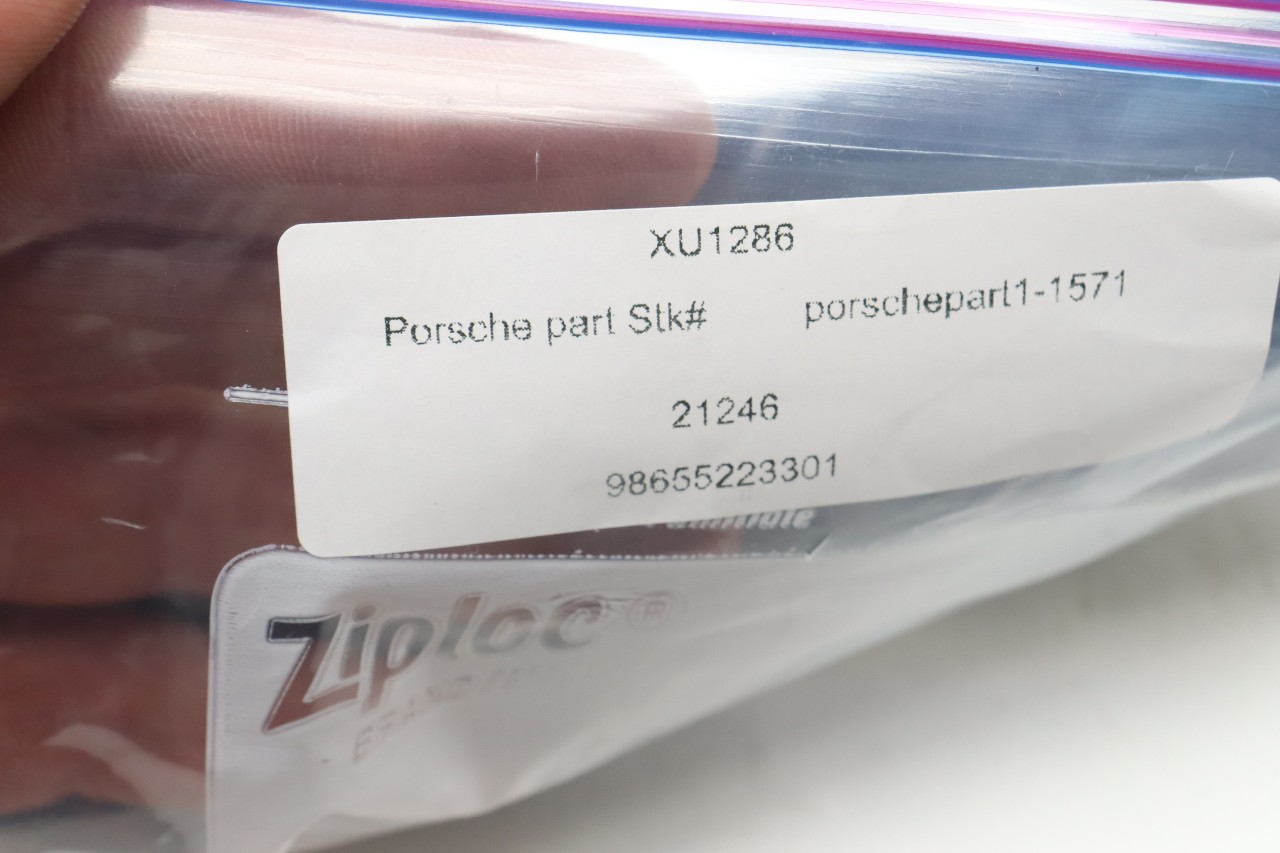 XU1286
Porsche part Stk# porschepart1-1571
21246
98655223301
Ziploc®